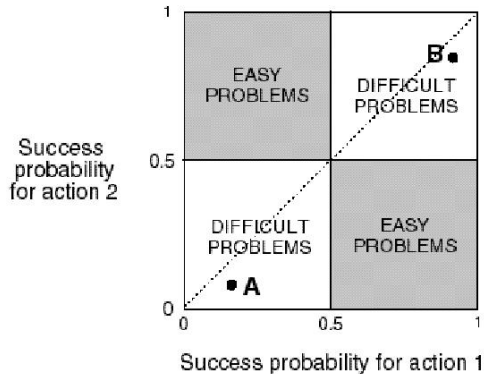 1
EASY
PROBLEMS
B
DIFFICULT
PROBLEMS
Success
probability
for action 2
0.5
DIFFICULT
PROBLEMS
EASY
PROBLEMS
A
0
0
0.5
1
Success probability for action 1